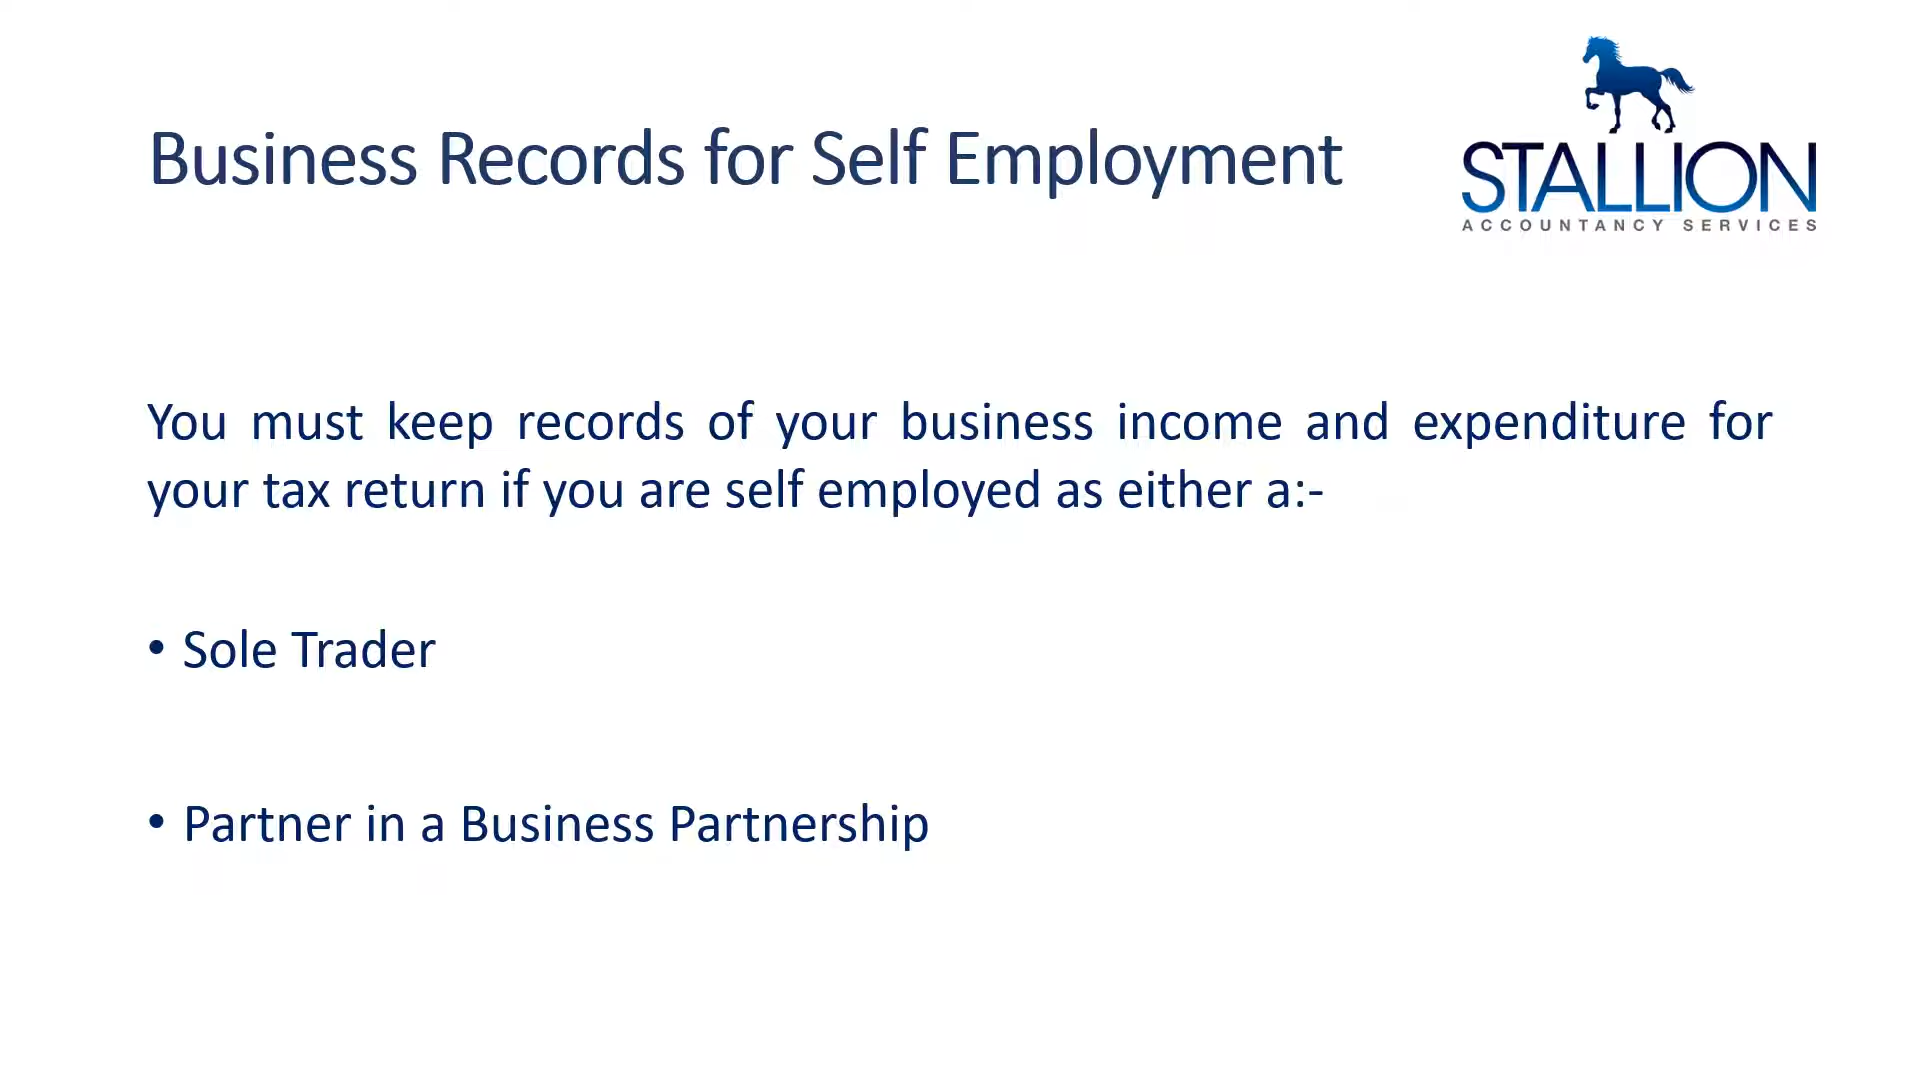 Business Records for Self Employment
STALLION
ACCOUNTANCY SERVICES
You must keep records of your business income and expenditure for
your tax return if you are self employed as either a:-
• Sole Trader
• Partner in a Business Partnership